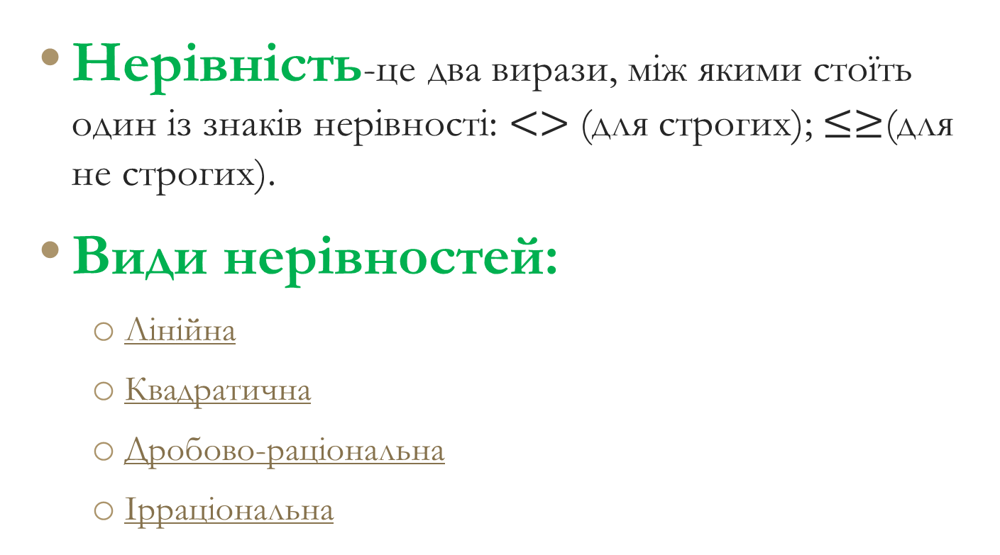 • Нерівність-це два вирази, між якими стоїть
один із знаків нерівності: <> (для строгих); ≤≥(для
не строгих).
• Види нерівностей:
○ Лінійна
○ Квадратична
○ Дробово-раціональна
○ Ірраціональна